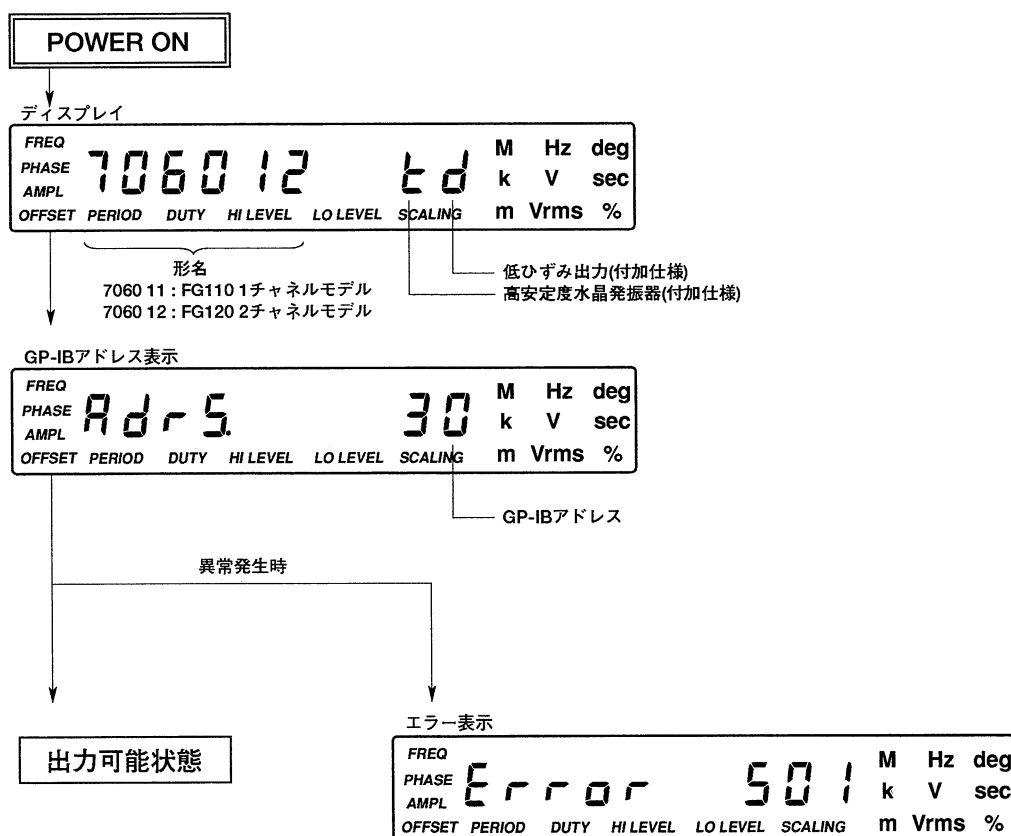 POWER ON
ディスプレイ
FREQ
PHASE
AMPL
706012 td
M Hz deg
k V sec
m Vrms %
OFFSET PERIOD DUTY HI LEVEL LO LEVEL SCALING
形名
7060 11 : FG110 1チャネルモデル
7060 12 : FG120 2チャネルモデル
低ひずみ出力(付加仕様)
高安定度水晶発振器(付加仕様)
GP-IBアドレス表示
FREQ
PHASE
AMPL
AdrS. 30
M Hz deg
k V sec
m Vrms %
OFFSET PERIOD DUTY HI LEVEL LO LEVEL SCALING
GP-IBアドレス
異常発生時
出力可能状態
エラー表示
FREQ
PHASE
AMPL
Error 501
M Hz deg
k V sec
m Vrms %
OFFSET PERIOD DUTY HI LEVEL LO LEVEL SCALING